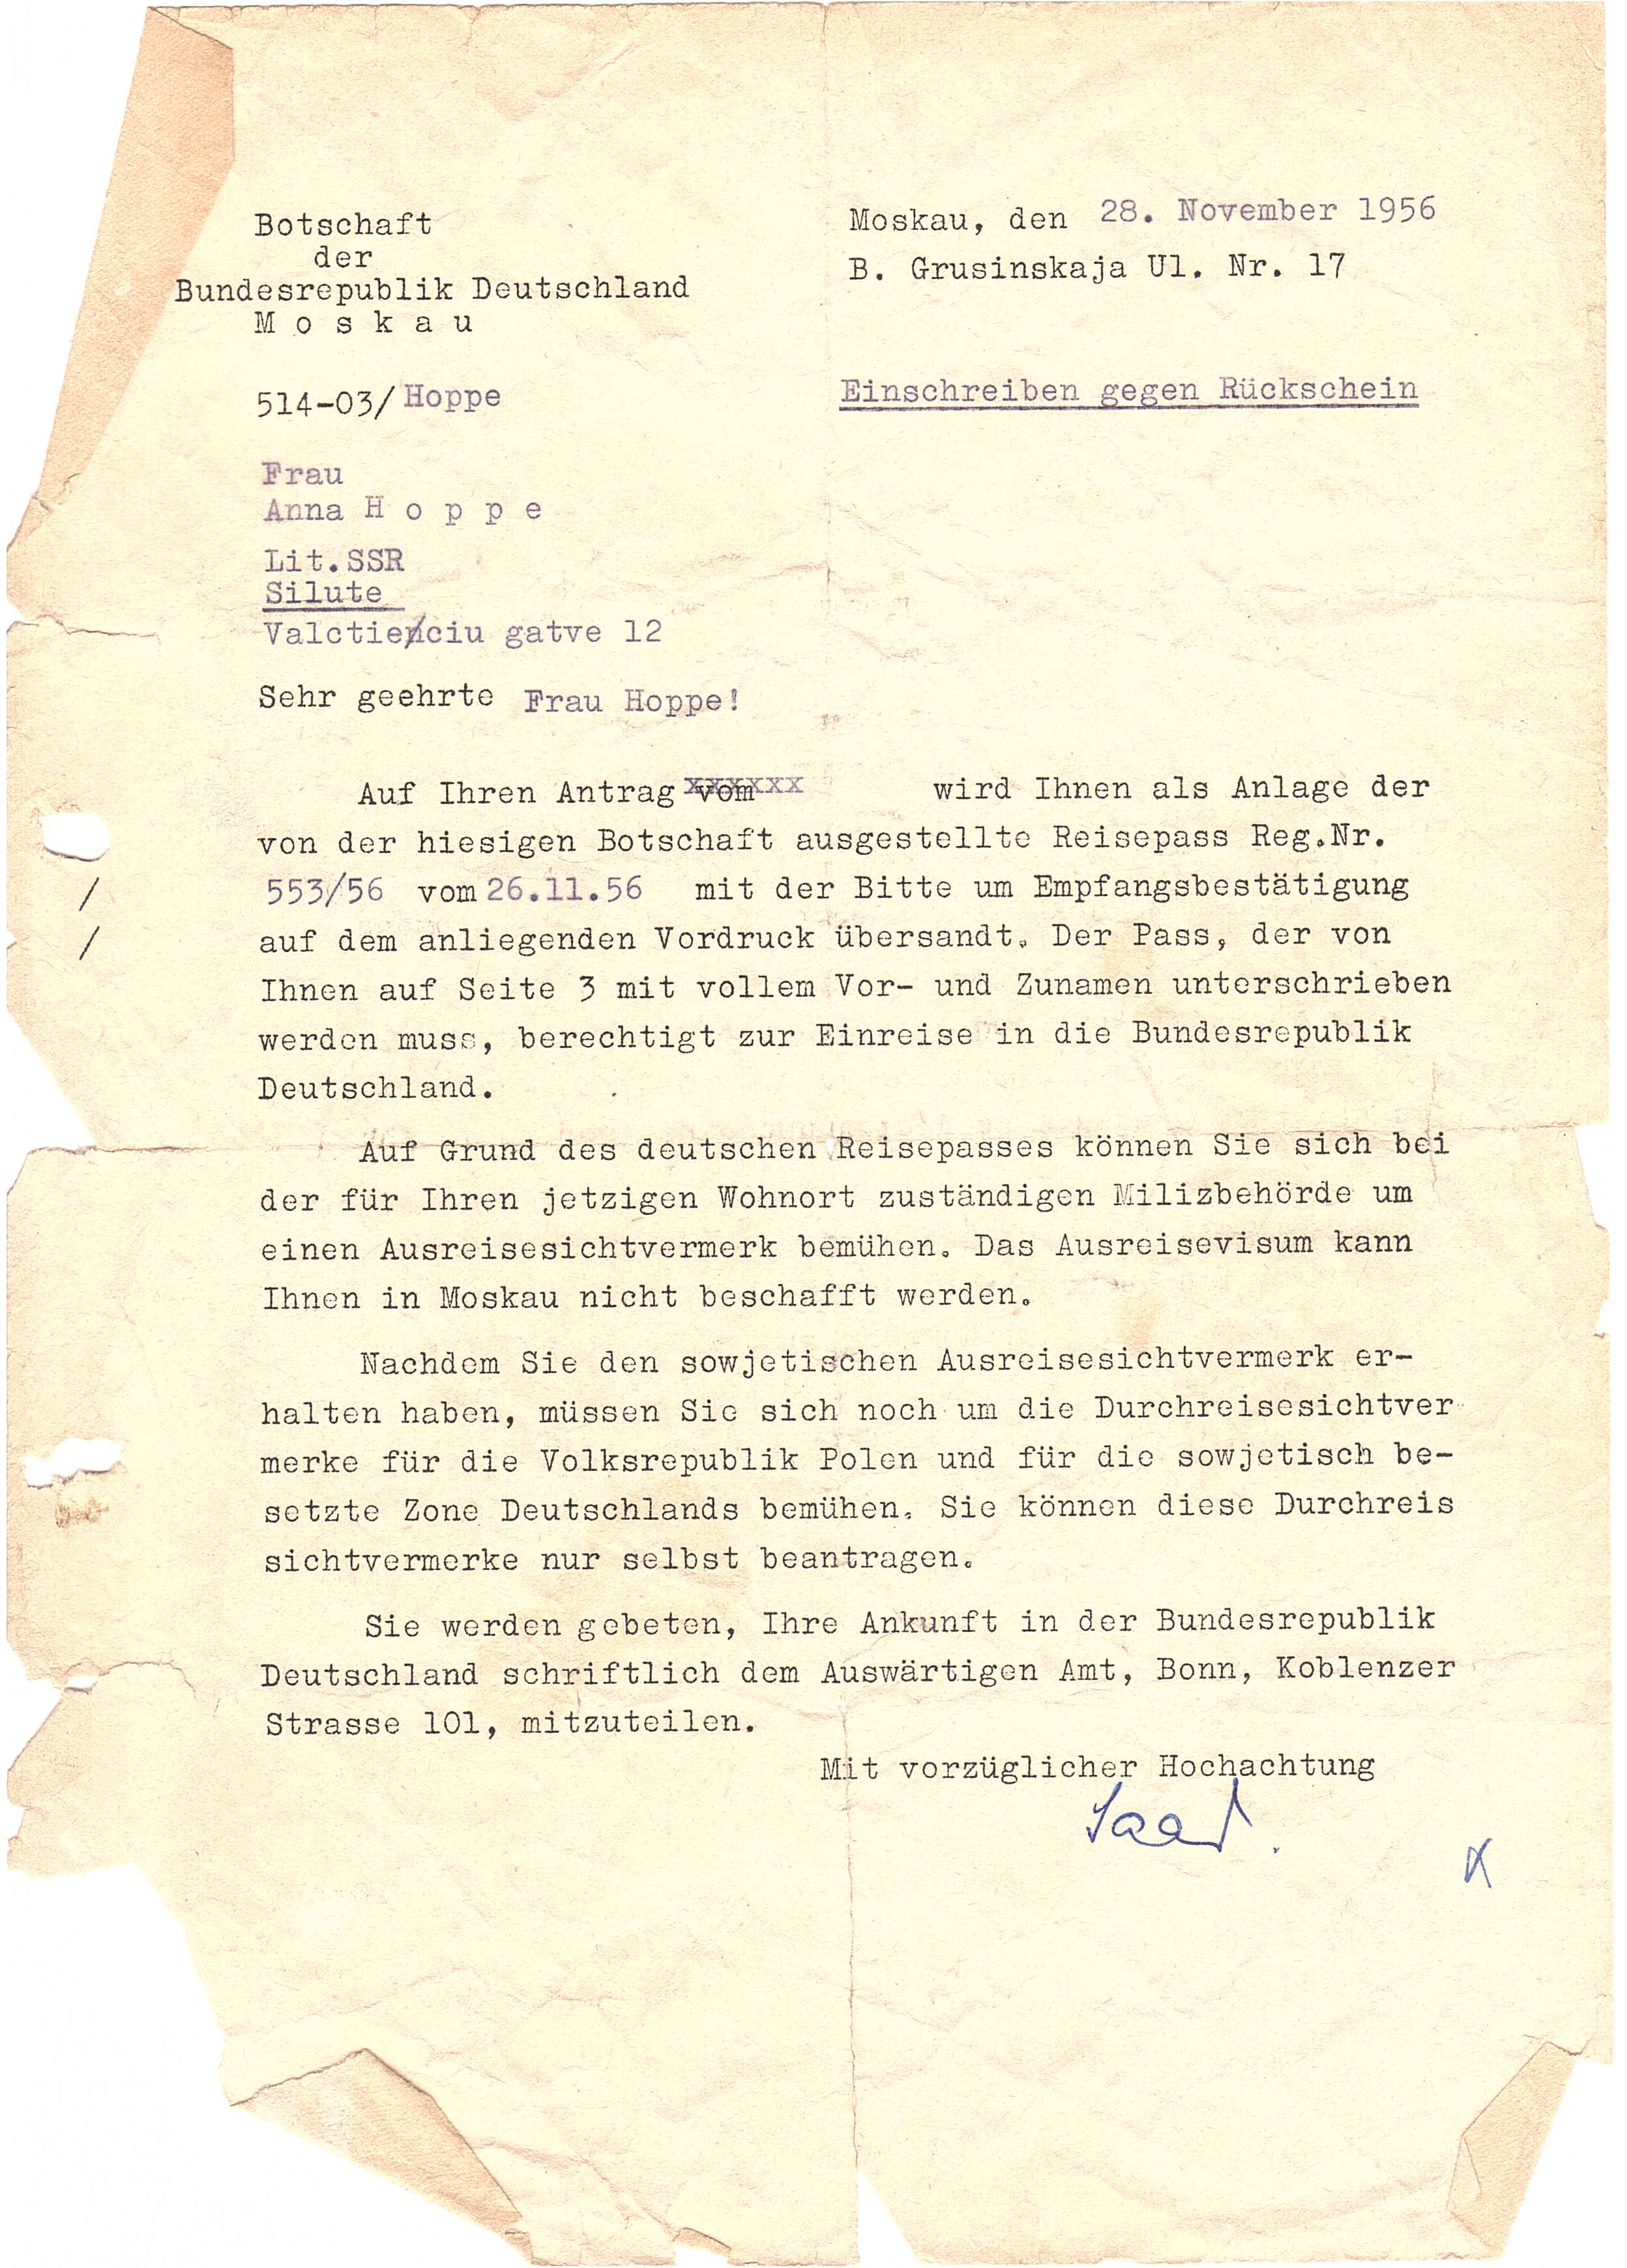 Botschaft
der
Bundesrepublik Deutschland
M o s k a u
Moskau, den 28. November 1956
B. Grusinskaja Ul. Nr. 17
514-03/ Hoppe
Einschreiben gegen Rückschein
Frau
Anna H o p p e
Lit.SSR
Silute
Valctienciu gatve 12
Sehr geehrte Frau Hoppe!
Auf Ihren Antrag vom wird Ihnen als Anlage der
von der hiesigen Botschaft ausgestellte Reisepass Reg.Nr.
553/56 vom 26.11.56 mit der Bitte um Empfangsbestätigung
auf dem anliegenden Vordruck übersandt. Der Pass, der von
Ihnen auf Seite 3 mit vollem Vor- und Zunamen unterschrieben
werden muss, berechtigt zur Einreise in die Bundesrepublik
Deutschland.
Auf Grund des deutschen Reisepasses können Sie sich bei
der für Ihren jetzigen Wohnort zuständigen Milizbehörde um
einen Ausreisesichtvermerk bemühen. Das Ausreisevisum kann
Ihnen in Moskau nicht beschafft werden.
Nachdem Sie den sowjetischen Ausreisesichtvermerk er-
halten haben, müssen Sie sich noch um die Durchreisesichtver
merke für die Volksrepublik Polen und für die sowjetisch be-
setzte Zone Deutschlands bemühen. Sie können diese Durchreis
sichtvermerke nur selbst beantragen.
Sie werden gebeten, Ihre Ankunft in der Bundesrepublik
Deutschland schriftlich dem Auswärtigen Amt, Bonn, Koblenzer
Strasse 101, mitzuteilen.
Mit vorzüglicher Hochachtung